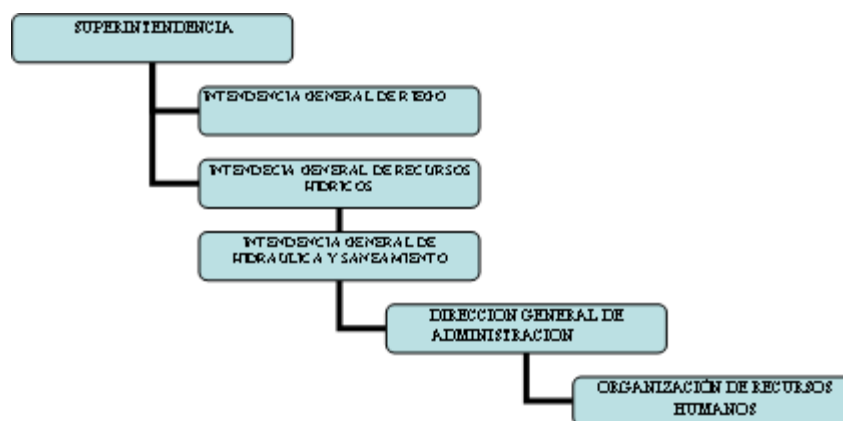 SUPERINTENDENCIA
INTENDENCIA GENERAL DE RIEGO
INTENDECIA GENERAL DE RECURSOS
HIDRICOS
INTENDENCIA GENERAL DE
HIDRAULICA Y SANEAMIENTO
DIRECCION GENERAL DE
ADMINISTRACION
ORGANIZACIÓN DE RECURSOS
HUMANOS